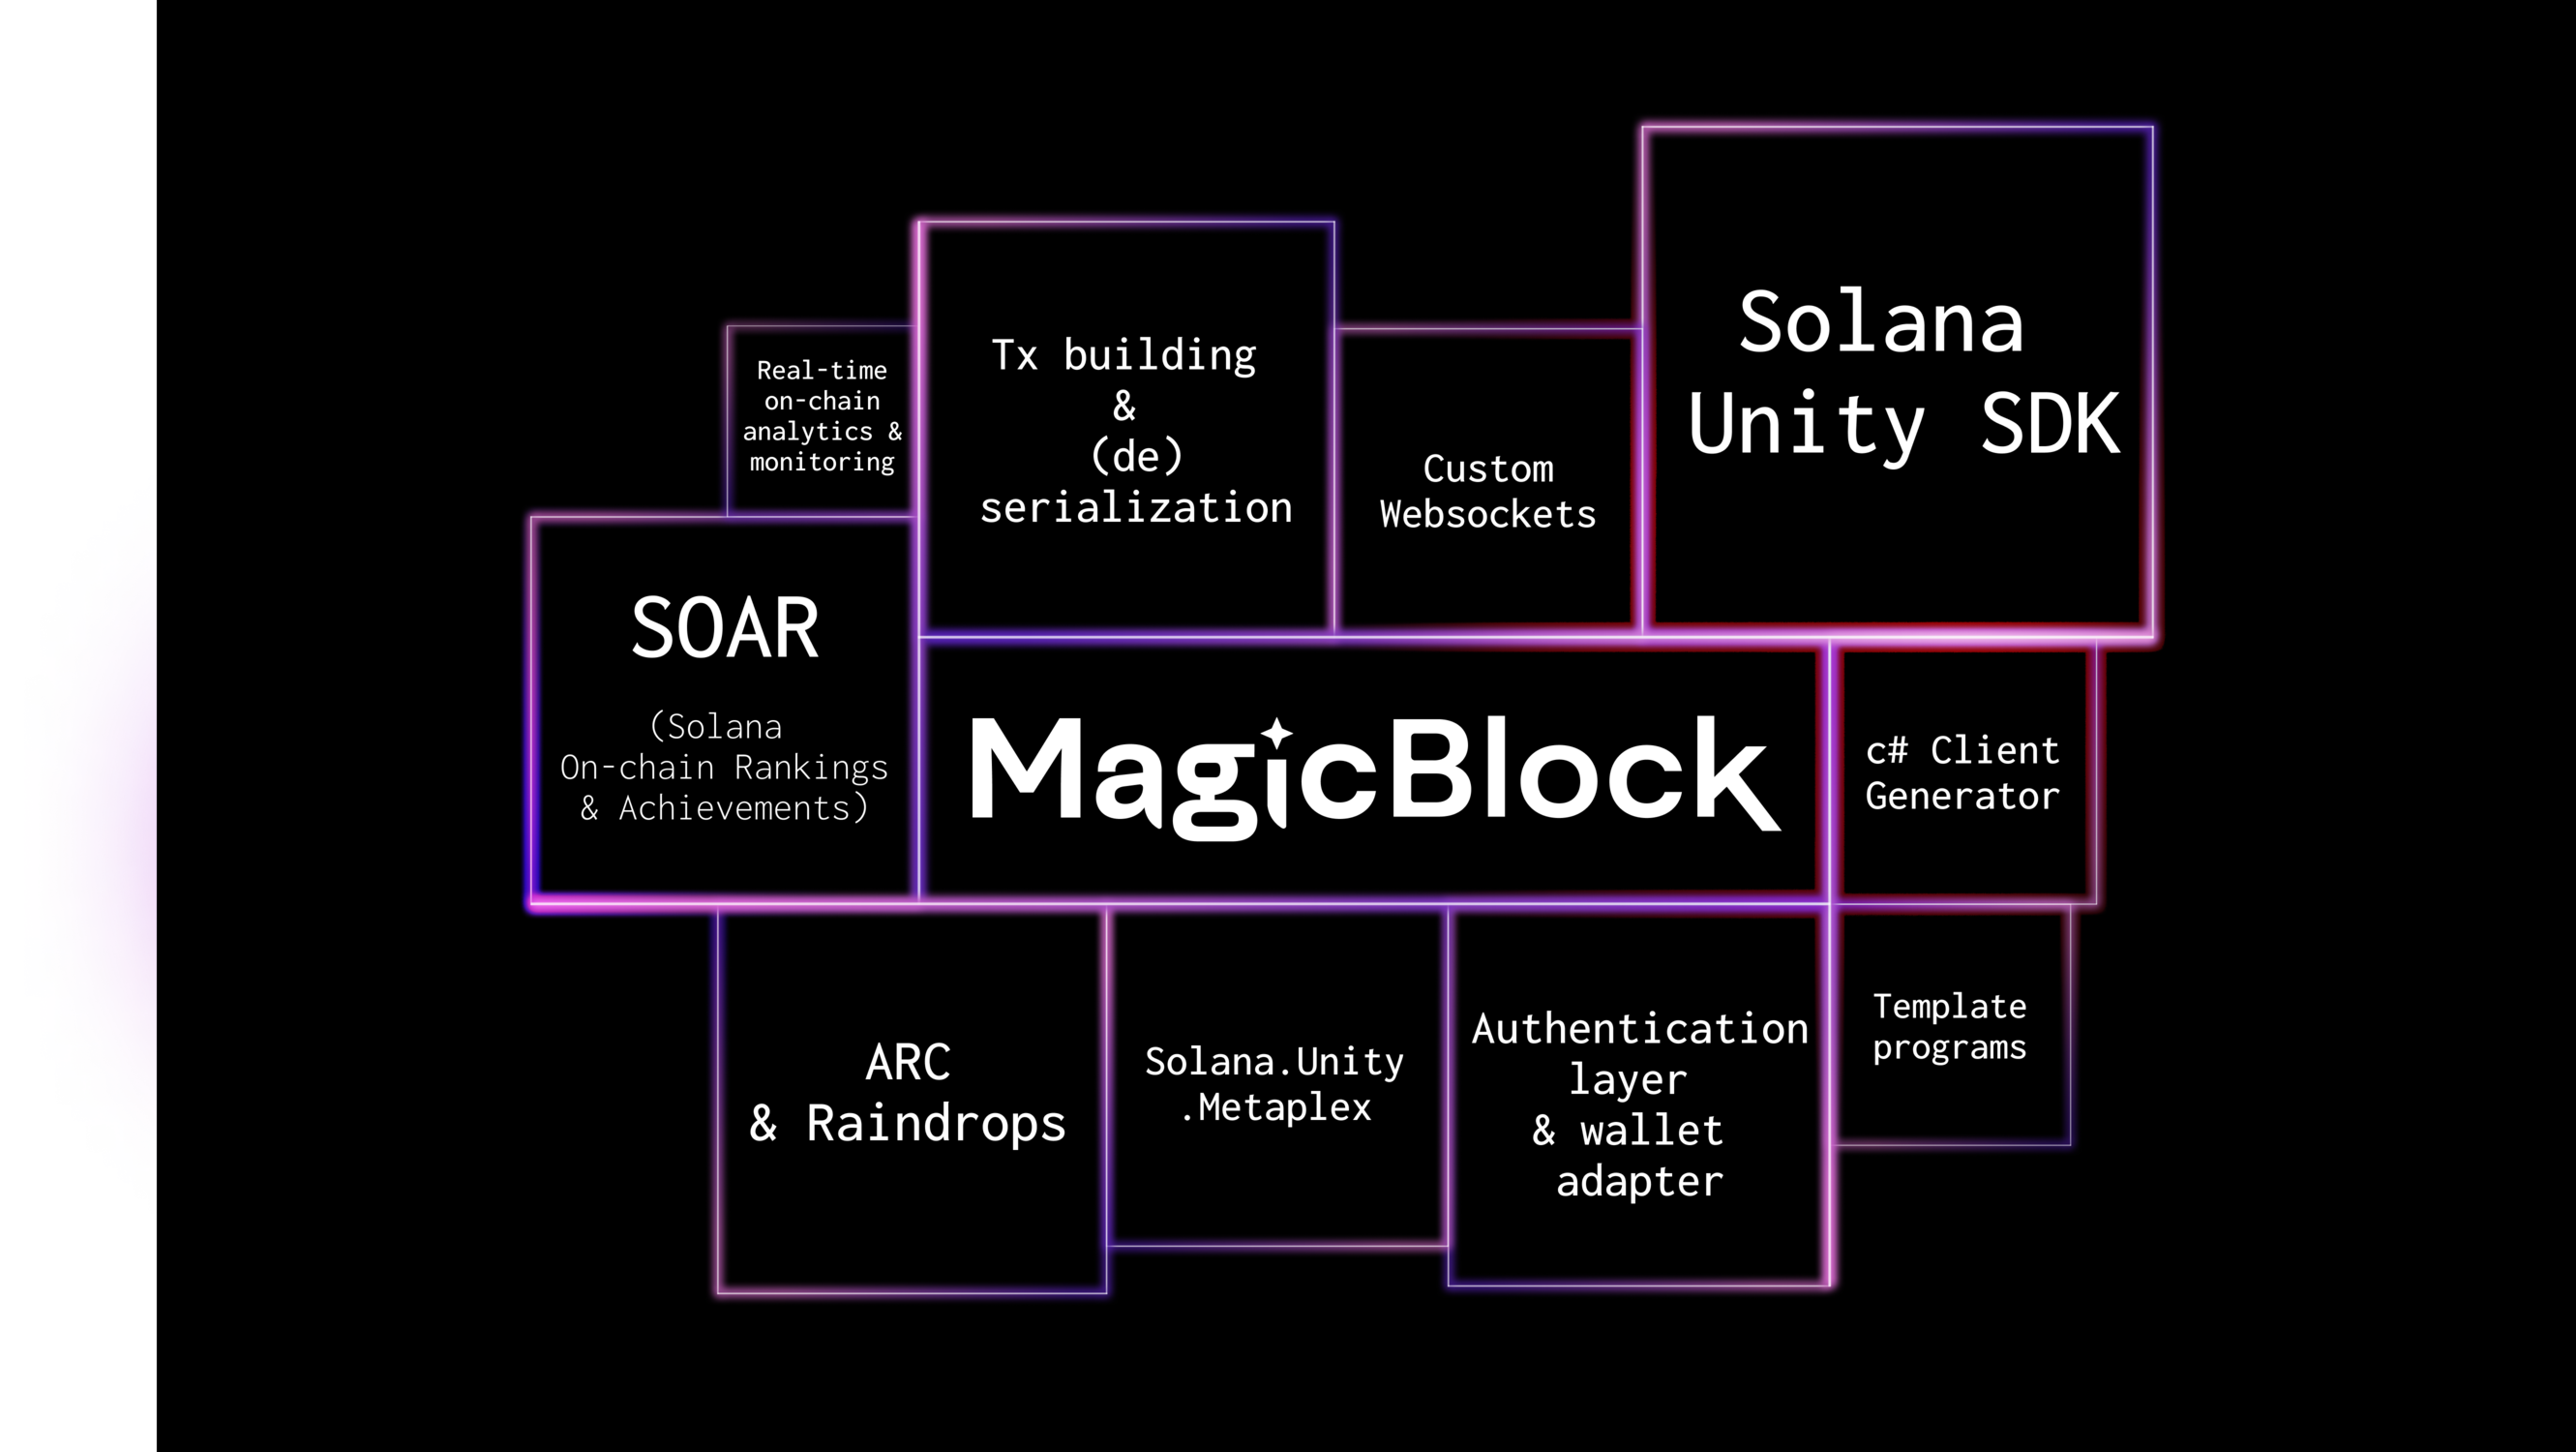 Real-time
on-chain
analytics &
monitoring
Tx building
&
(de)
serialization
Custom
Websockets
Solana
Unity SDK
SOAR
(Solana
On-chain Rankings
& Achievements)
MagicBlock
c# Client
Generator
ARC
& Raindrops
Solana.Unity
.Metaplex
Authentication
layer
& wallet
adapter
Template
programs